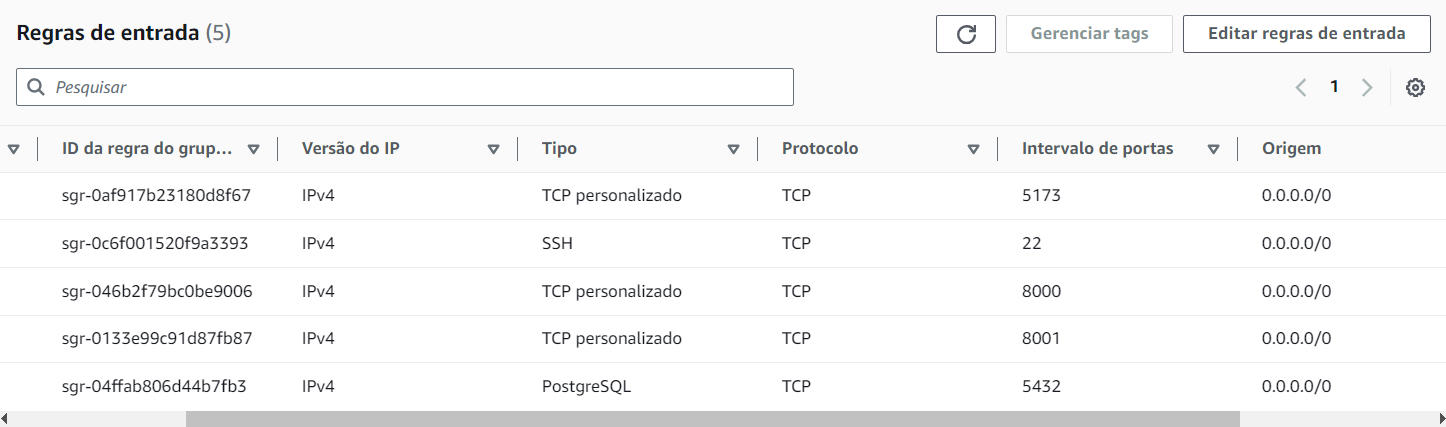 Regras de entrada (5)
Gerenciar tags
Editar regras de entrada
Pesquisar
1
ID da regra do grup... Versão do IP Tipo Protocolo Intervalo de portas Origem
sgr-0af917b23180d8f67 IPv4 TCP personalizado TCP 5173 0.0.0.0/0
sgr-0c6f001520f9a3393 IPv4 SSH TCP 22 0.0.0.0/0
sgr-046b2f79bc0be9006 IPv4 TCP personalizado TCP 8000 0.0.0.0/0
sgr-0133e99c91d87fb87 IPv4 TCP personalizado TCP 8001 0.0.0.0/0
sgr-04ffab806d44b7fb3 IPv4 PostgreSQL TCP 5432 0.0.0.0/0